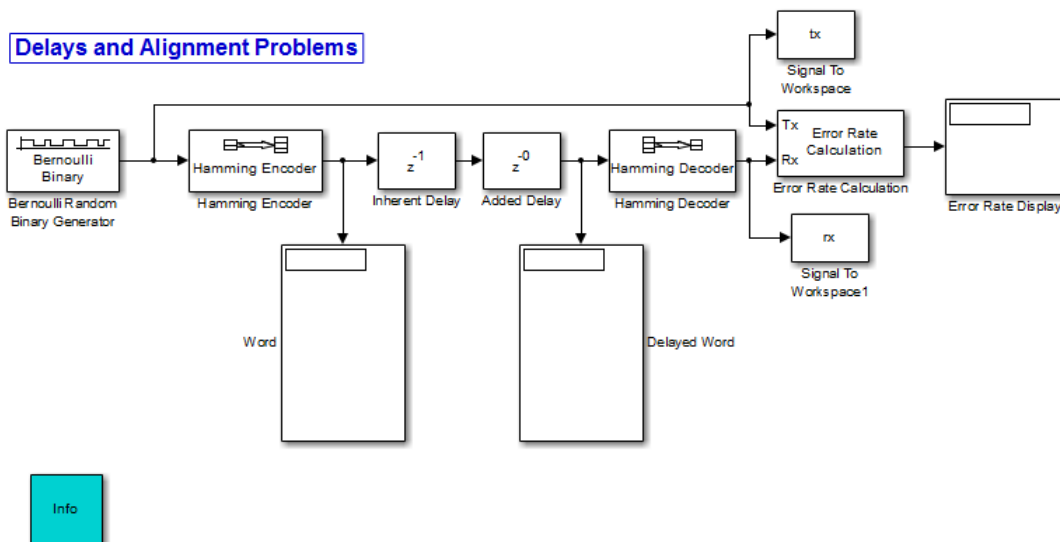 Delays and Alignment Problems
tx
Signal To
Workspace
Bernoulli
Binary
Bernoulli Random
Binary Generator
Hamming Encoder
Hamming Encoder
z-1
Inherent Delay
z-0
Added Delay
Hamming Decoder
Hamming Decoder
Tx
Rx
Error Rate
Calculation
Error Rate Calculation
Error Rate Display
rx
Signal To
Workspace1
Word
Delayed Word
Info